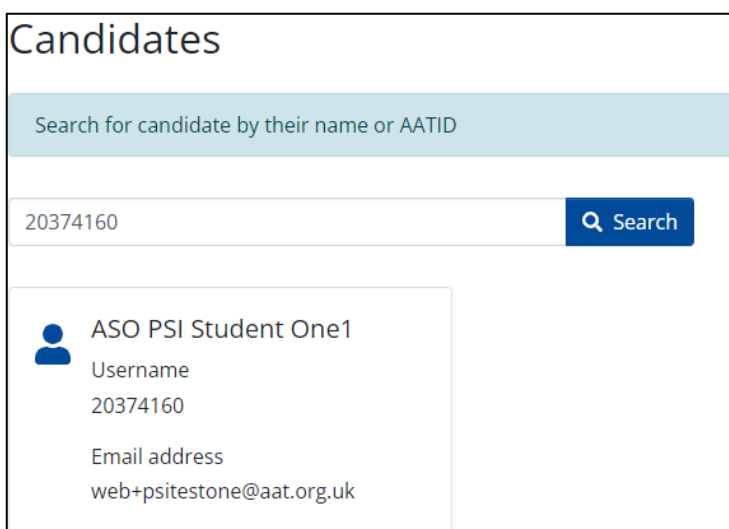 Candidates
Search for candidate by their name or AATID
20374160
Search
ASO PSI Student One1
Username
20374160
Email address
web+psitestone@aat.org.uk